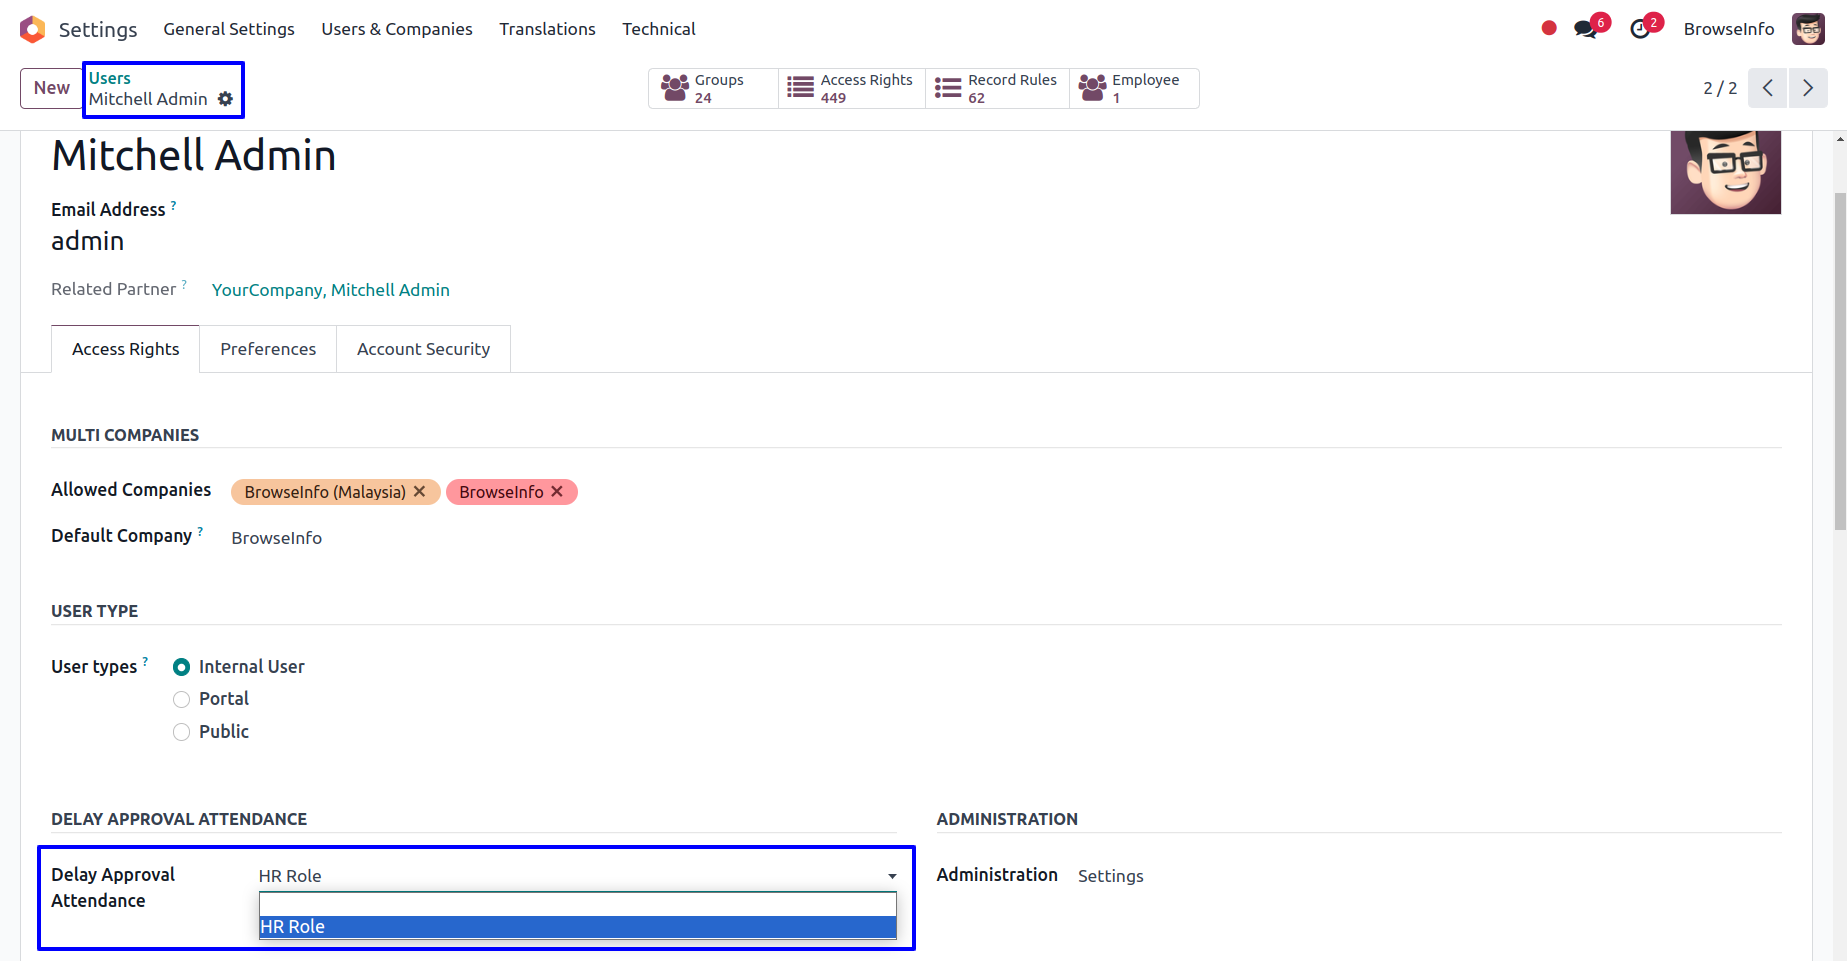 Settings General Settings Users & Companies Translations Technical 6 2 BrowseInfo
New Users Groups Access Rights Record Rules Employee
Mitchell Admin 24 449 62 1 2 / 2
Mitchell Admin
Email Address ?
admin
Related Partner ? YourCompany, Mitchell Admin
Access Rights Preferences Account Security
MULTI COMPANIES
Allowed Companies BrowseInfo (Malaysia) ✕ BrowseInfo ✕
Default Company ? BrowseInfo
USER TYPE
User types ? Internal User
Portal
Public
DELAY APPROVAL ATTENDANCE ADMINISTRATION
Delay Approval HR Role Administration Settings
Attendance
HR Role